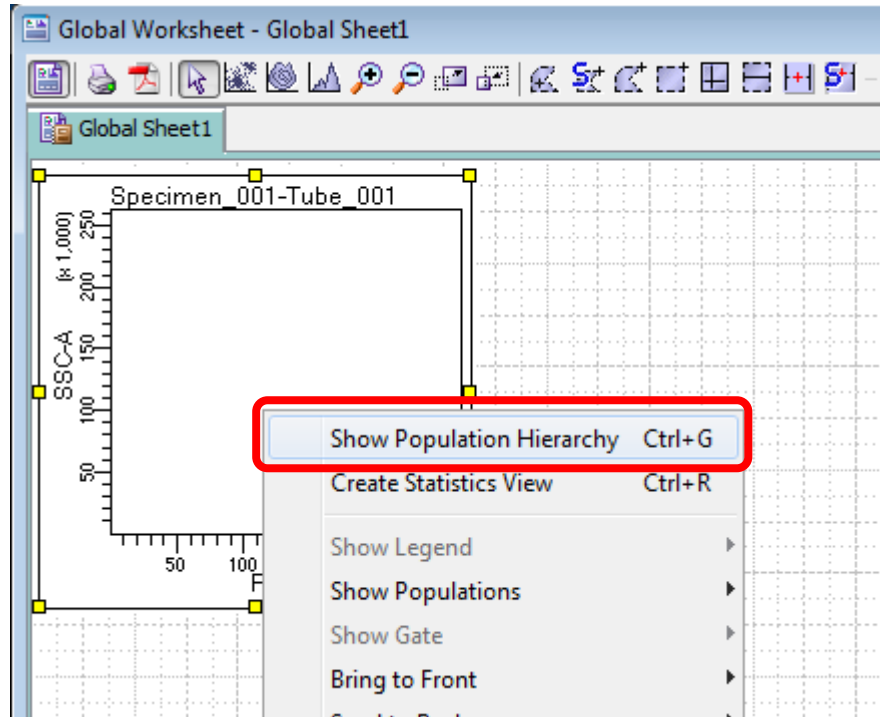 Global Worksheet - Global Sheet1
Global Sheet1
Specimen_001-Tube_001
(x 1,000)
250
200
150
100
50
SSC-A
50 100
F
Show Population Hierarchy Ctrl+G
Create Statistics View Ctrl+R
Show Legend
Show Populations
Show Gate
Bring to Front